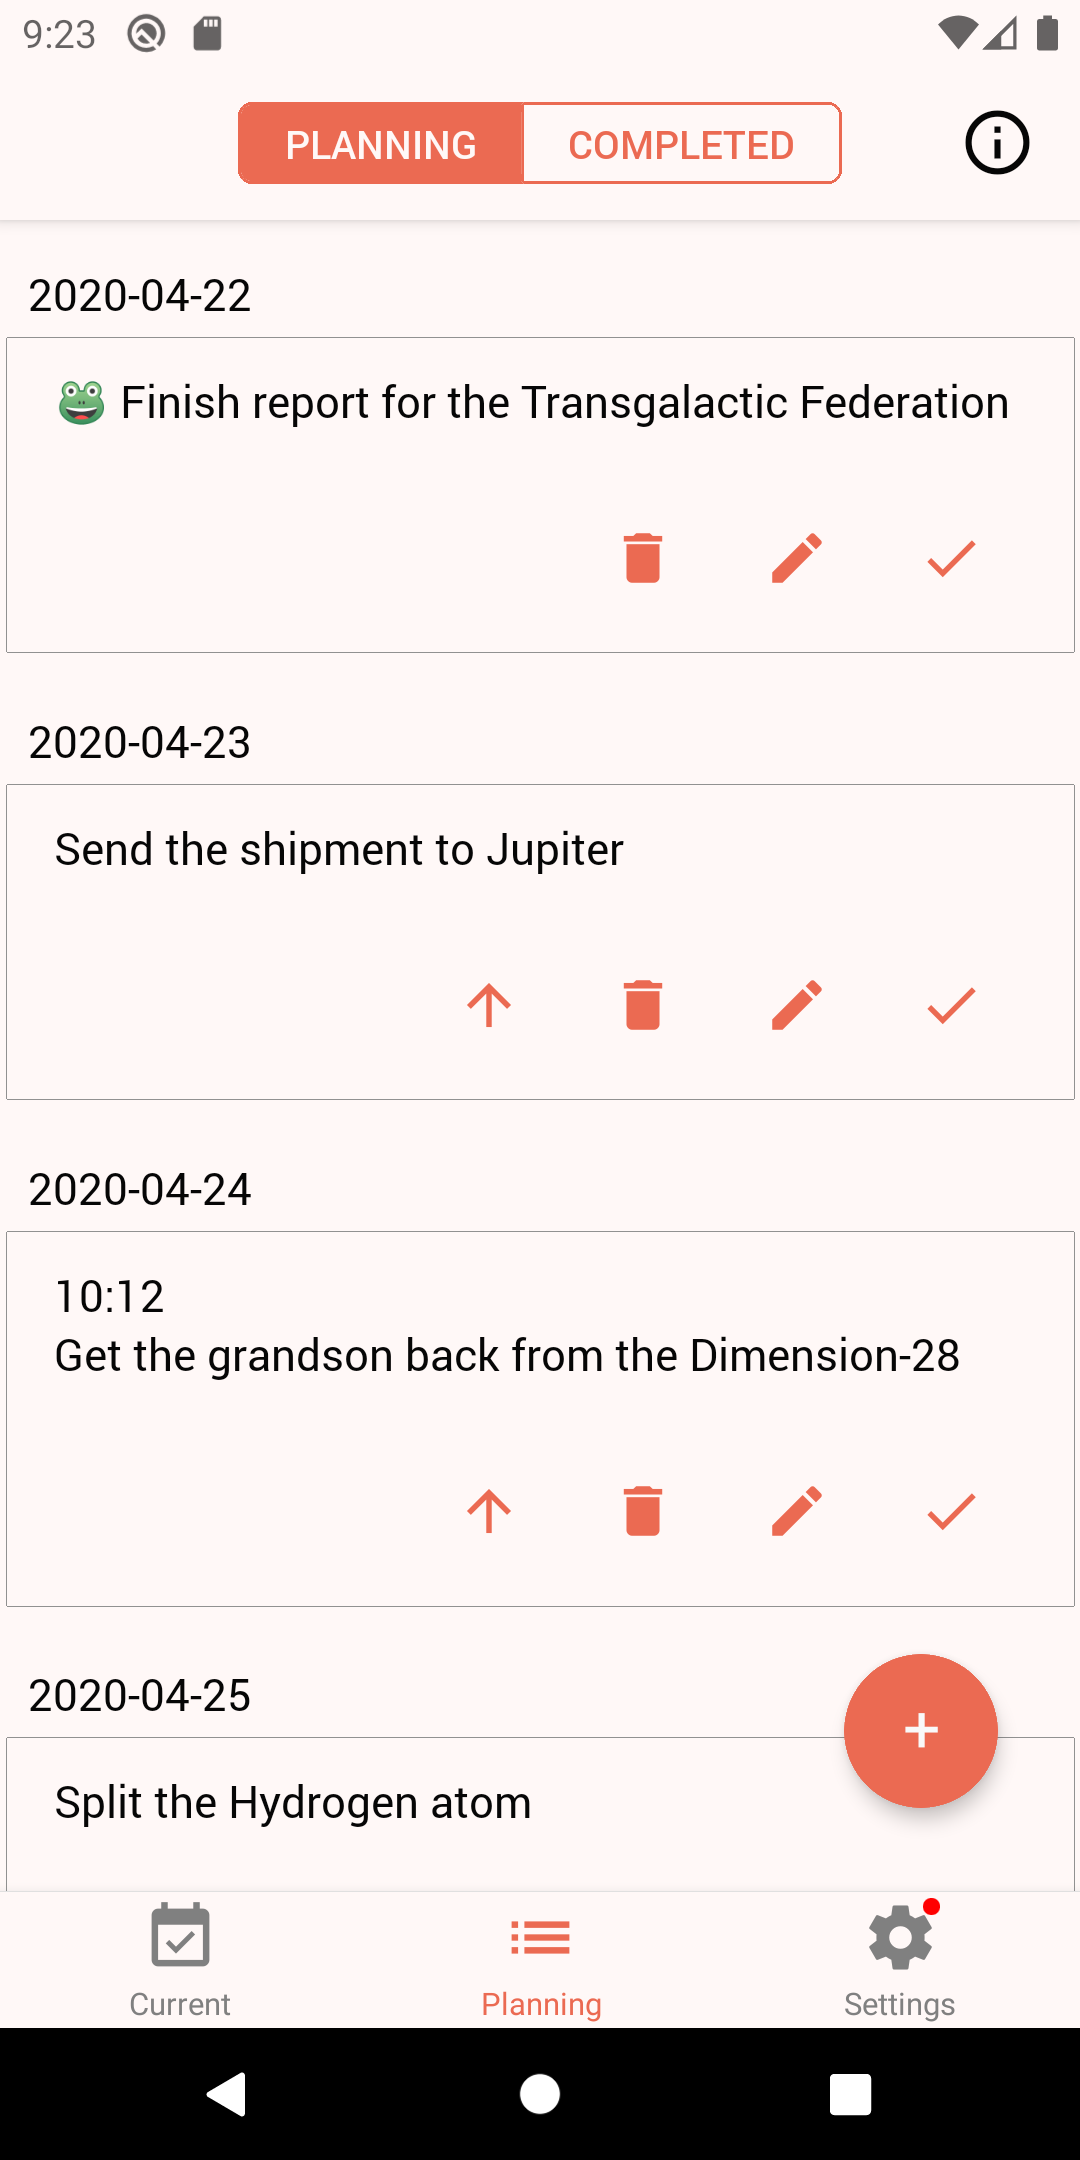 9:23
PLANNING
COMPLETED
2020-04-22
🐸 Finish report for the Transgalactic Federation
2020-04-23
Send the shipment to Jupiter
2020-04-24
10:12
Get the grandson back from the Dimension-28
2020-04-25
Split the Hydrogen atom
Current
Planning
Settings